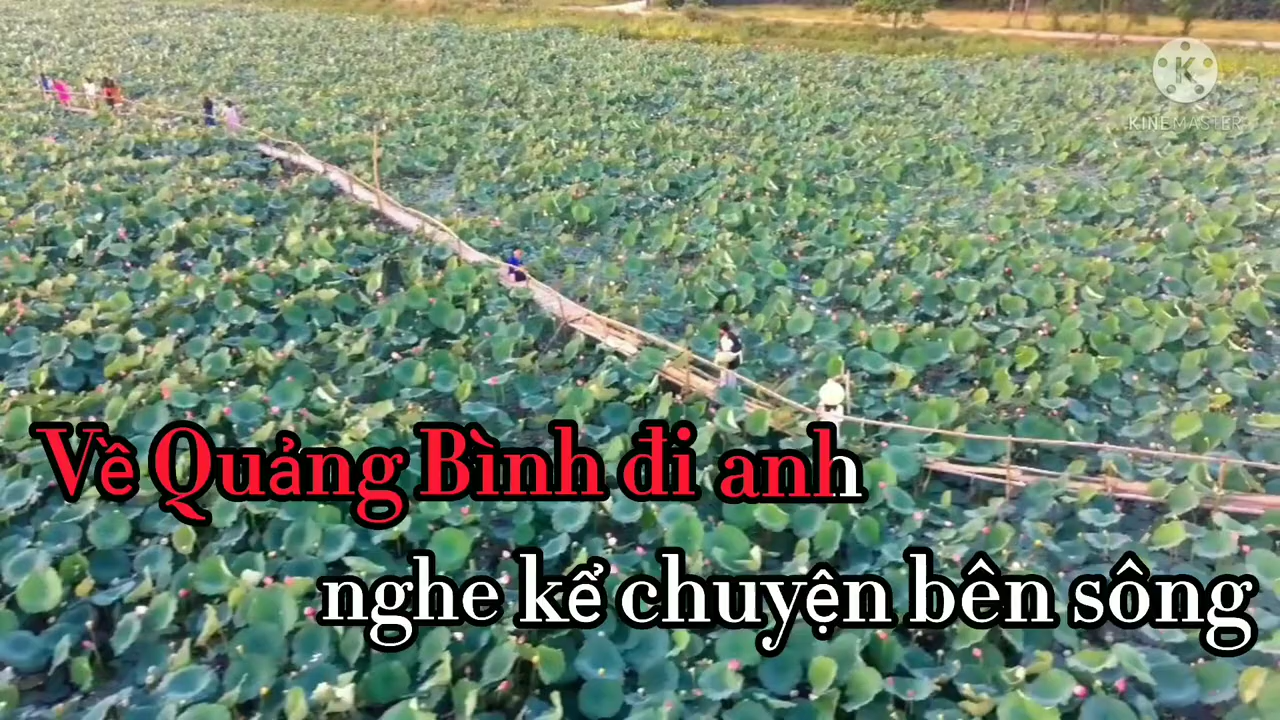 K
KINEMASTER
Về Quảng Bình đi anh
nghe kể chuyện bên sông